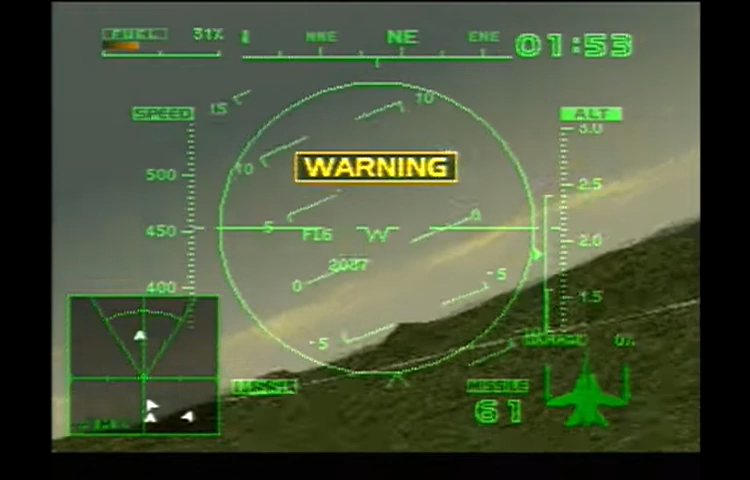 FUEL 31% NNE NE ENE 01:53
15 10
SPEED ALT
3.0
10 WARNING
500 2.5
5 0
450 F16 2.0
2087
400 0 -5 1.5
-5
DAMAGE 0%
MISSILE
61